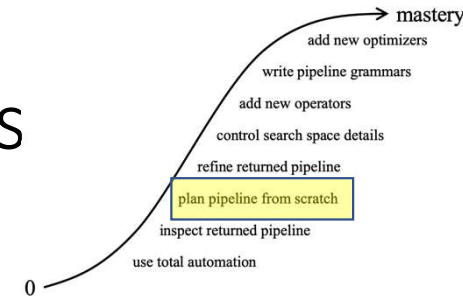 mastery
add new optimizers
write pipeline grammars
add new operators
S
control search space details
refine returned pipeline
plan pipeline from scratch
inspect returned pipeline
use total automation
0